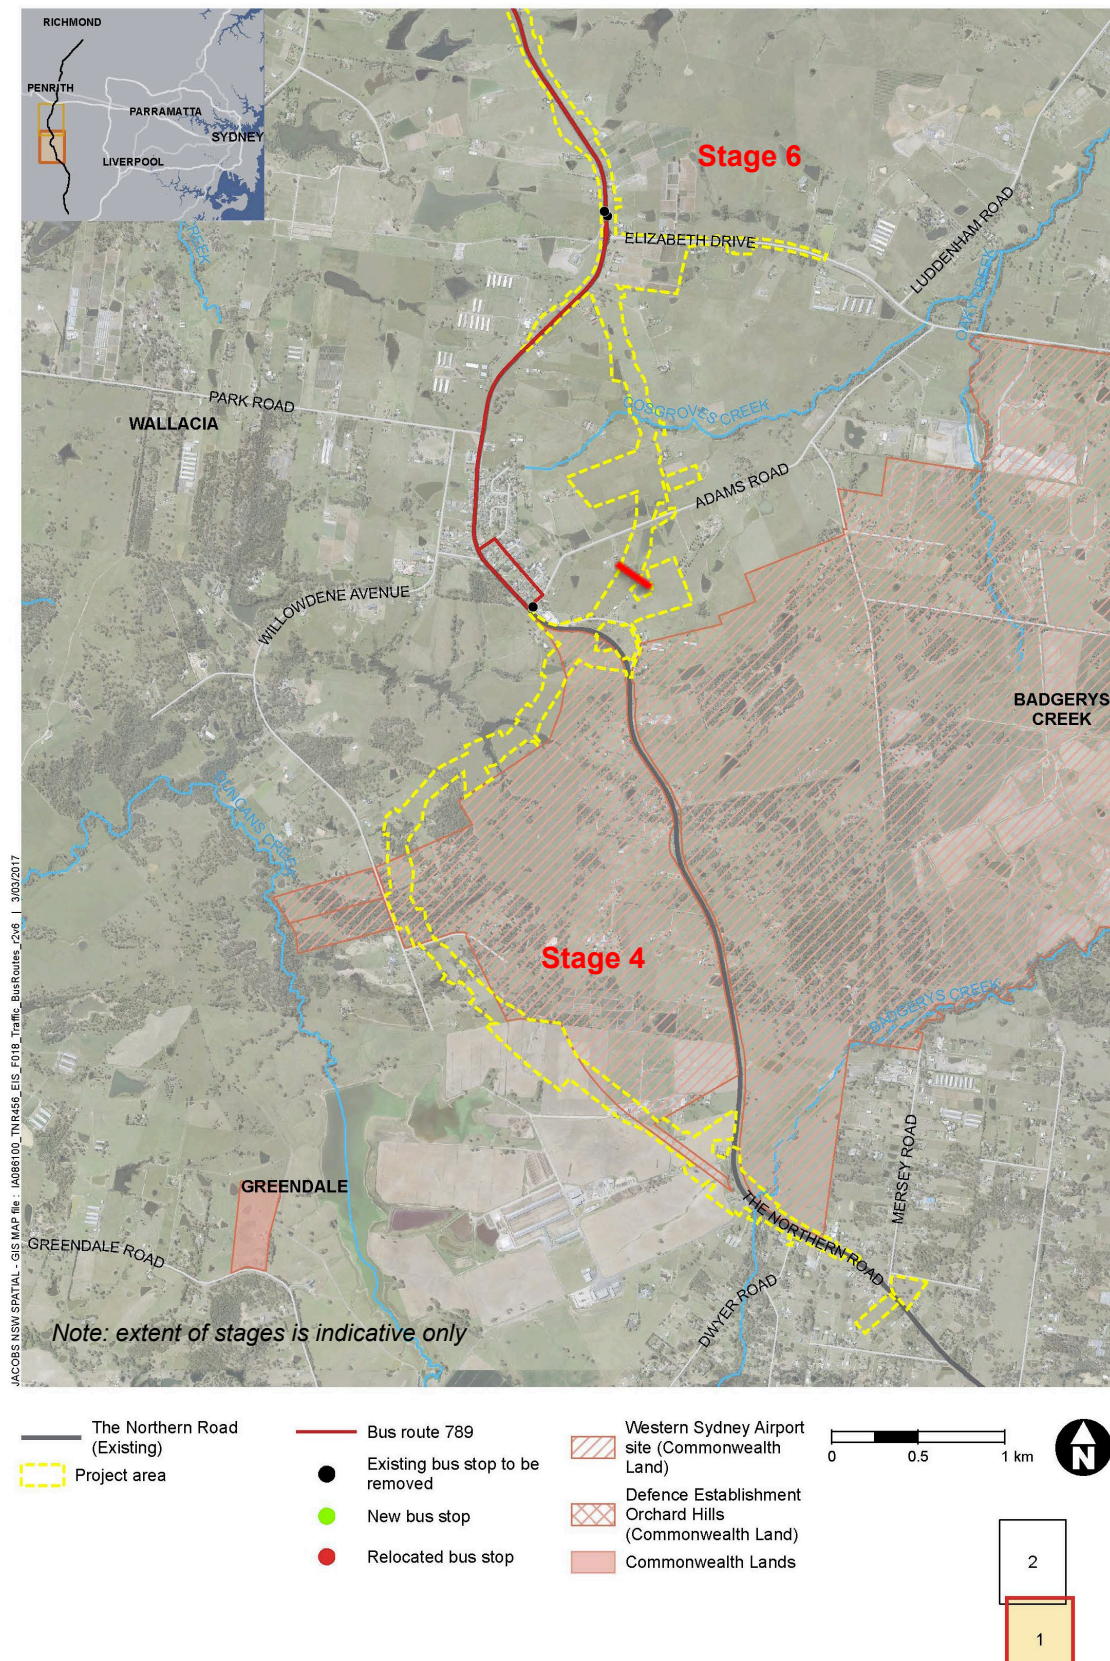 RICHMOND
PENRITH
PARRAMATTA
SYDNEY
LIVERPOOL
Stage 6
ELIZABETH DRIVE
LUDDENHAM ROAD
CREEK
OAKY CREEK
PARK ROAD
WALLACIA
COSGROVES CREEK
ADAMS ROAD
WILLOWDENE AVENUE
BADGERYS
CREEK
DUNCANS CREEK
Stage 4
BADGERYS CREEK
MERSEY ROAD
GREENDALE
THE NORTHERN ROAD
GREENDALE ROAD
DWYER ROAD
Note: extent of stages is indicative only
JACOBS NSW SPATIAL - GIS MAP file : IA086100_TNR456_EIS_F018_Traffic_BusRoutes_r2v6 | 3/03/2017
The Northern Road
(Existing)
Project area
Bus route 789
Existing bus stop to be
removed
New bus stop
Relocated bus stop
Western Sydney Airport
site (Commonwealth
Land)
Defence Establishment
Orchard Hills
(Commonwealth Land)
Commonwealth Lands
0 0.5 1 km
N
2
1